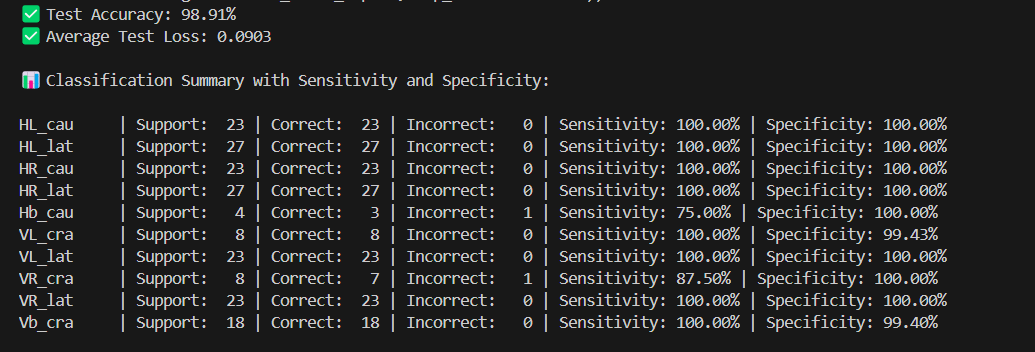 ✅ Test Accuracy: 98.91%
✅ Average Test Loss: 0.0903
📊 Classification Summary with Sensitivity and Specificity:
HL_cau | Support: 23 | Correct: 23 | Incorrect: 0 | Sensitivity: 100.00% | Specificity: 100.00%
HL_lat | Support: 27 | Correct: 27 | Incorrect: 0 | Sensitivity: 100.00% | Specificity: 100.00%
HR_cau | Support: 23 | Correct: 23 | Incorrect: 0 | Sensitivity: 100.00% | Specificity: 100.00%
HR_lat | Support: 27 | Correct: 27 | Incorrect: 0 | Sensitivity: 100.00% | Specificity: 100.00%
Hb_cau | Support: 4 | Correct: 3 | Incorrect: 1 | Sensitivity: 75.00% | Specificity: 100.00%
VL_cra | Support: 8 | Correct: 8 | Incorrect: 0 | Sensitivity: 100.00% | Specificity: 99.43%
VL_lat | Support: 23 | Correct: 23 | Incorrect: 0 | Sensitivity: 100.00% | Specificity: 100.00%
VR_cra | Support: 8 | Correct: 7 | Incorrect: 1 | Sensitivity: 87.50% | Specificity: 100.00%
VR_lat | Support: 23 | Correct: 23 | Incorrect: 0 | Sensitivity: 100.00% | Specificity: 100.00%
Vb_cra | Support: 18 | Correct: 18 | Incorrect: 0 | Sensitivity: 100.00% | Specificity: 99.40%